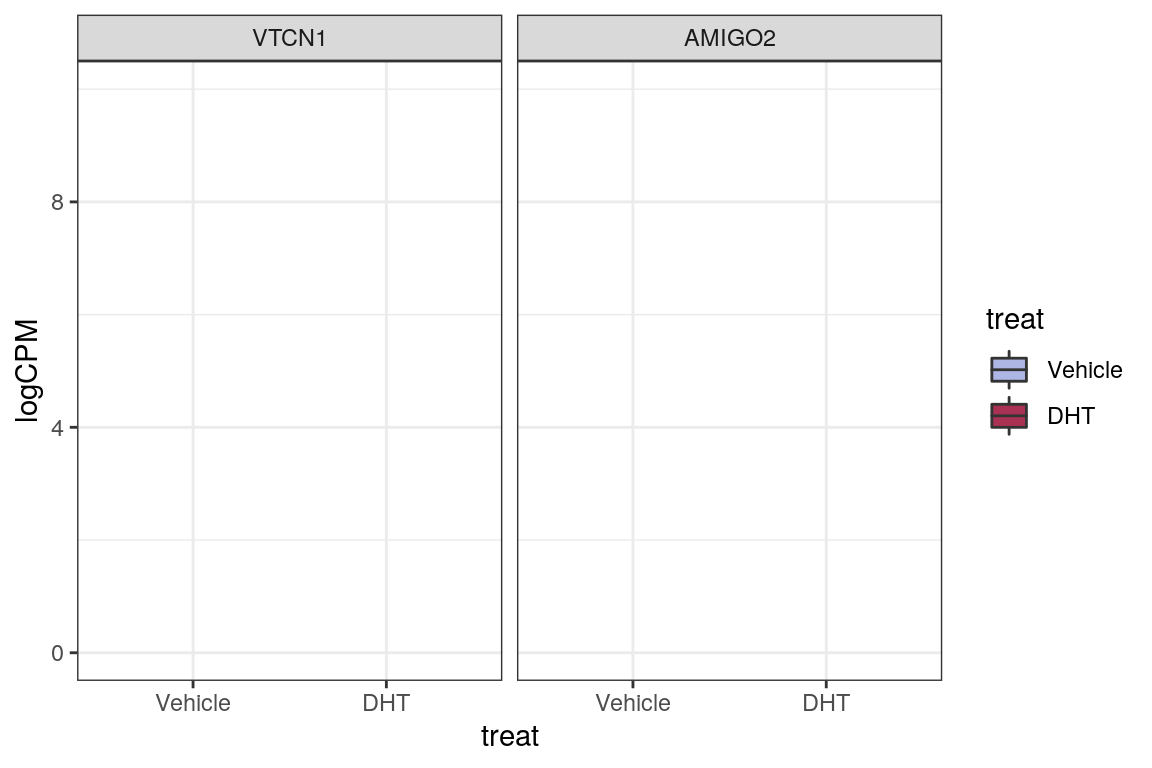 VTCN1 AMIGO2
8
4
0
logCPM
Vehicle DHT Vehicle DHT
treat
treat
Vehicle
DHT